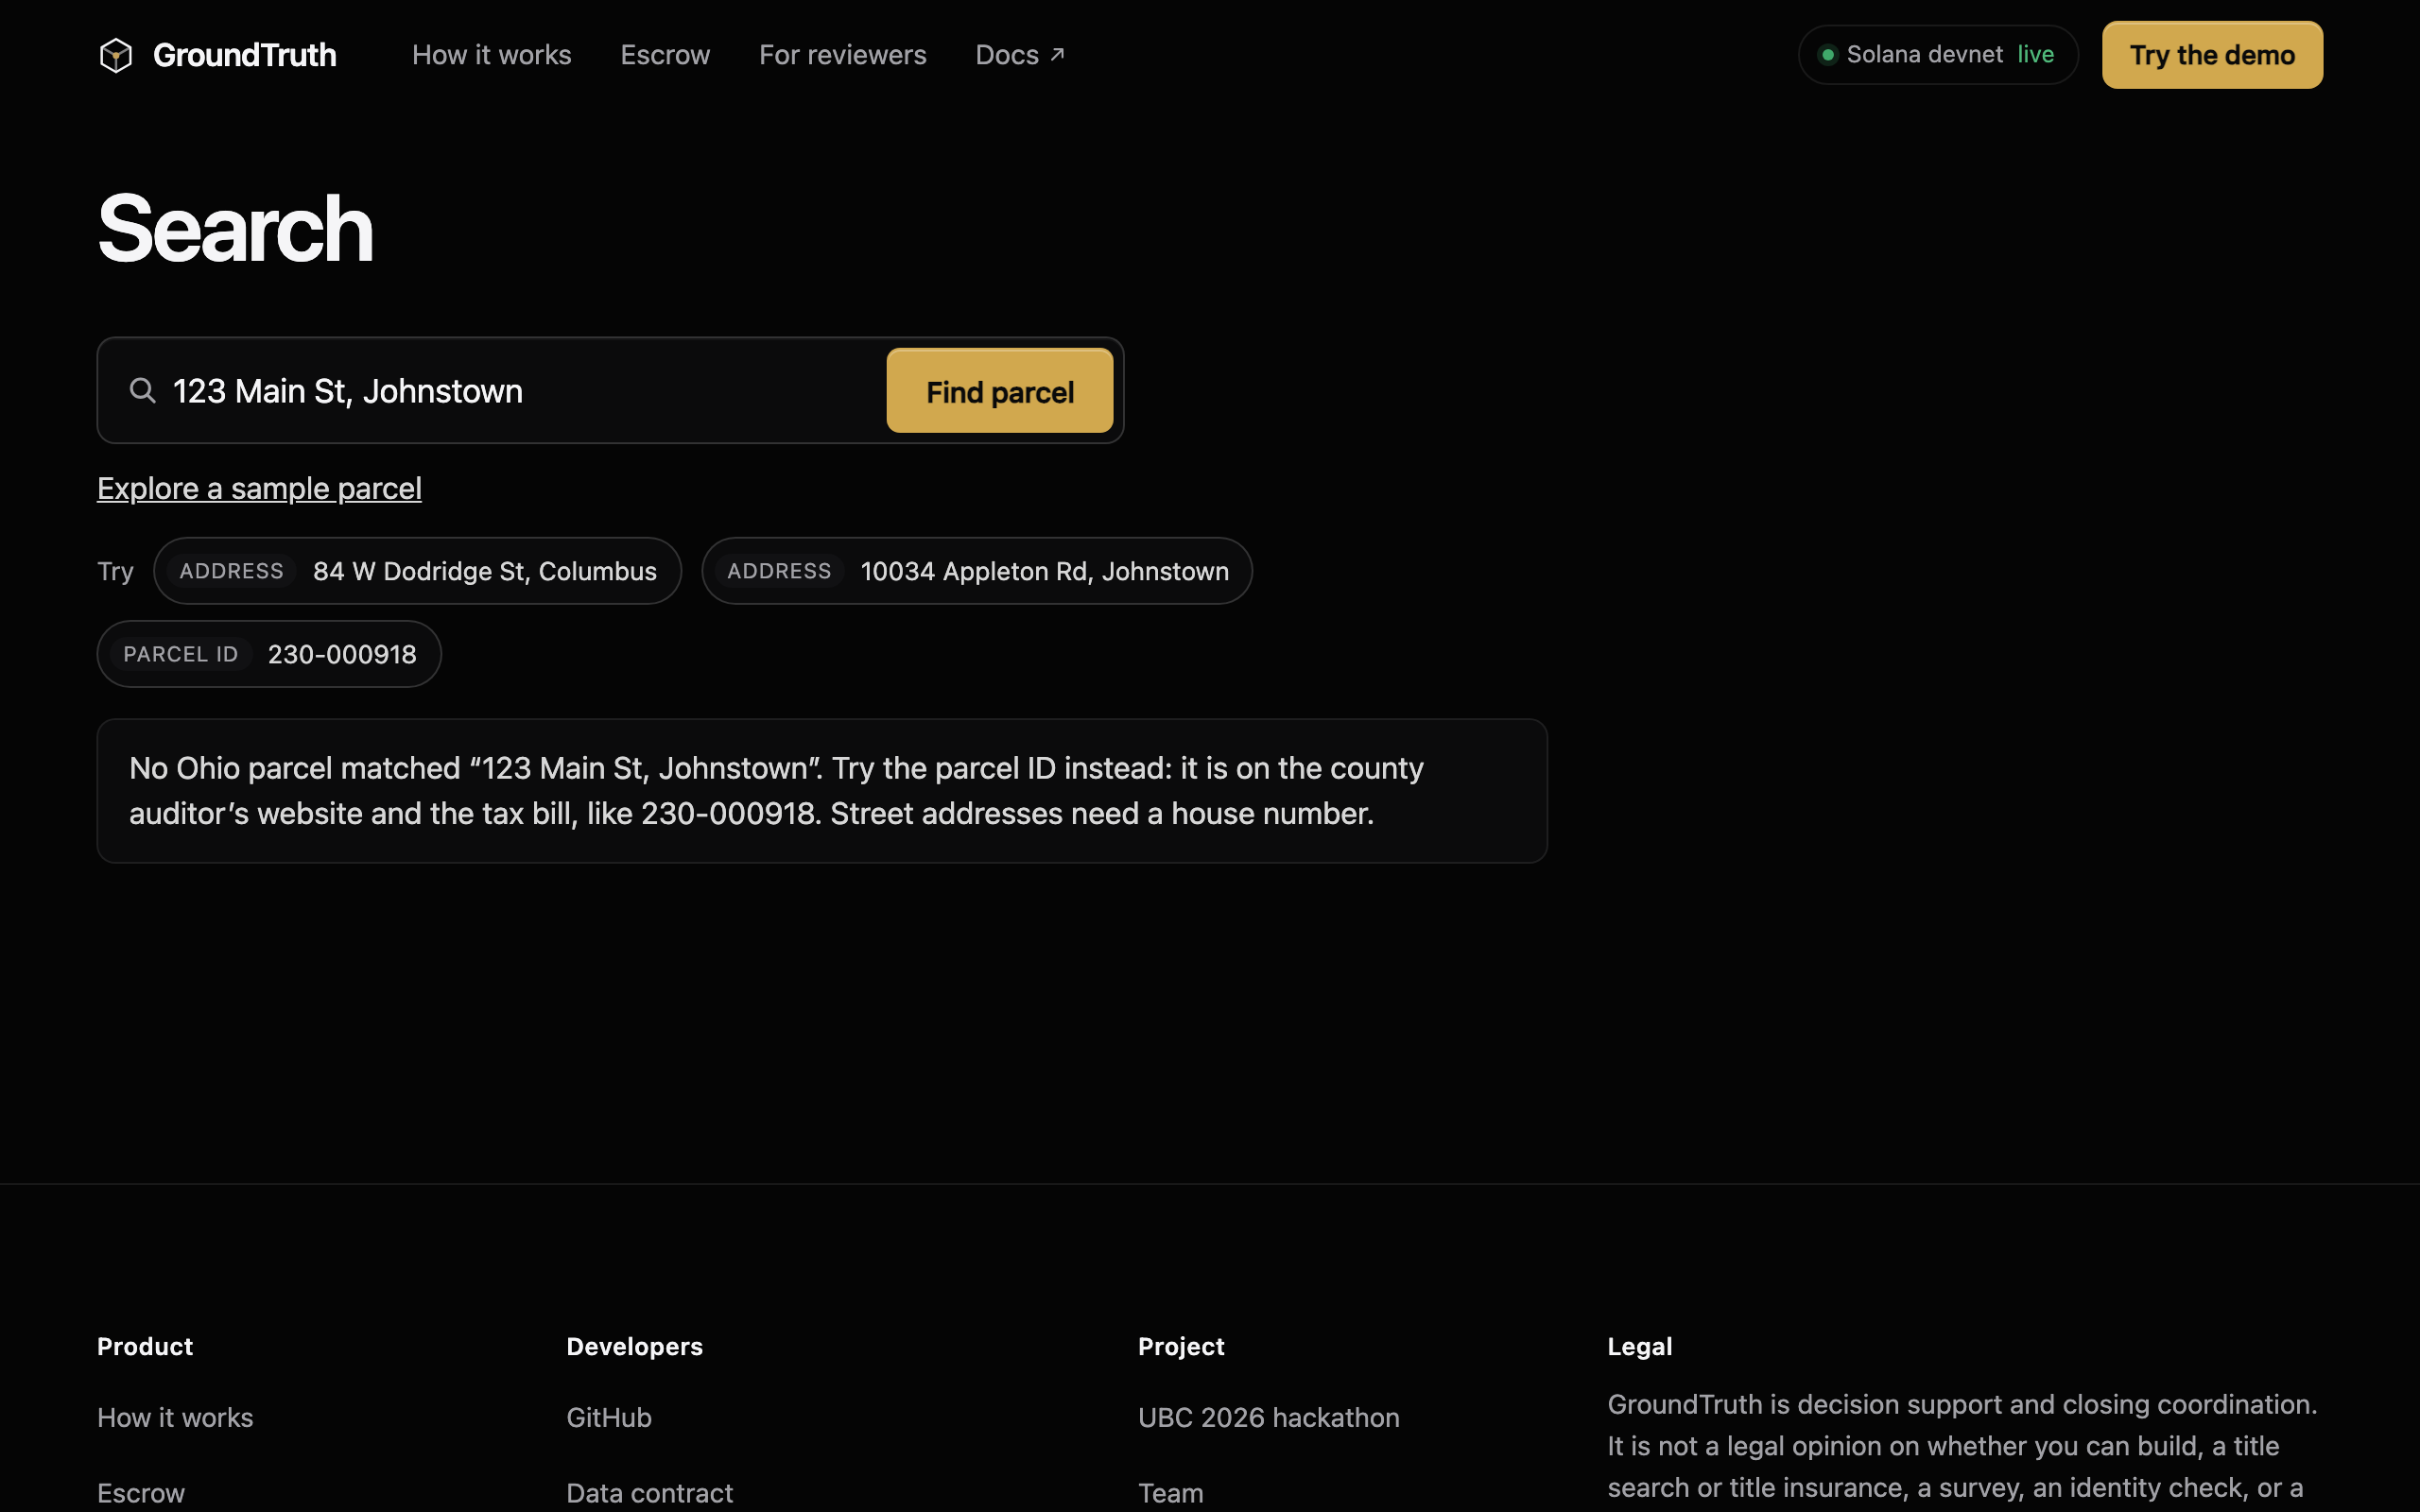 GroundTruth
How it works
Escrow
For reviewers
Docs ↗
Solana devnet live
Try the demo
Search
123 Main St, Johnstown
Find parcel
Explore a sample parcel
Try
ADDRESS 84 W Dodridge St, Columbus
ADDRESS 10034 Appleton Rd, Johnstown
PARCEL ID 230-000918
No Ohio parcel matched “123 Main St, Johnstown”. Try the parcel ID instead: it is on the county
auditor’s website and the tax bill, like 230-000918. Street addresses need a house number.
Product
How it works
Escrow
Developers
GitHub
Data contract
Project
UBC 2026 hackathon
Team
Legal
GroundTruth is decision support and closing coordination.
It is not a legal opinion on whether you can build, a title
search or title insurance, a survey, an identity check, or a